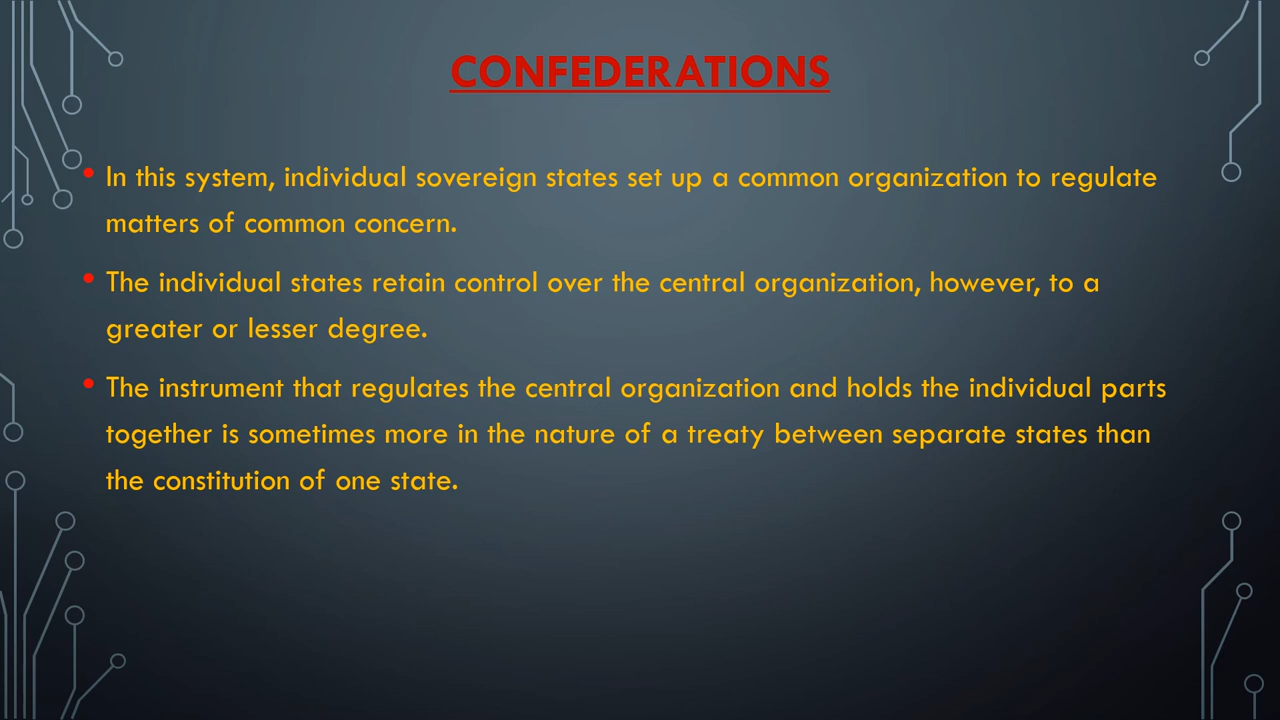 CONFEDERATIONS
• In this system, individual sovereign states set up a common organization to regulate
matters of common concern.
• The individual states retain control over the central organization, however, to a
greater or lesser degree.
• The instrument that regulates the central organization and holds the individual parts
together is sometimes more in the nature of a treaty between separate states than
the constitution of one state.